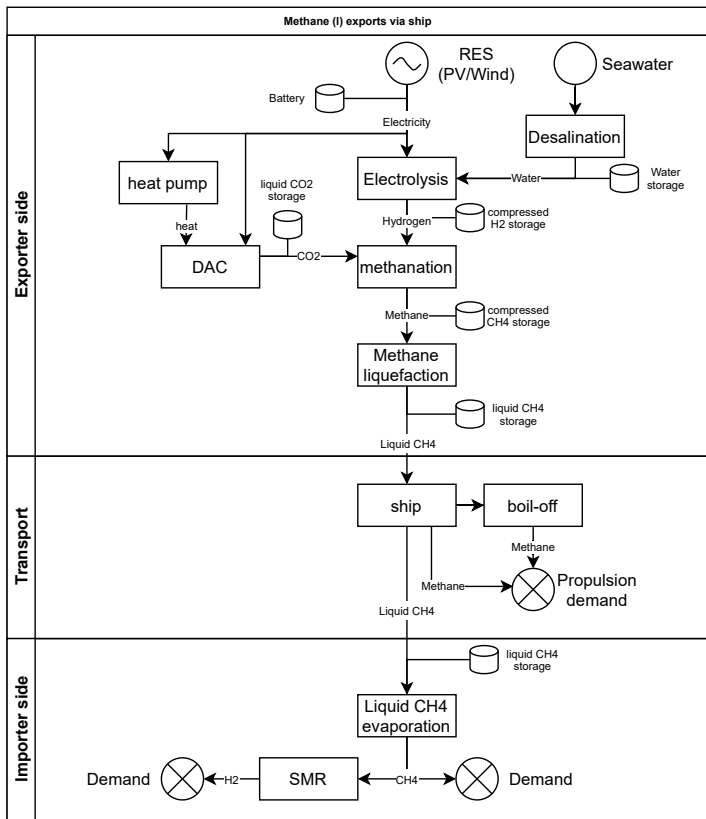 Methane (l) exports via ship
Exporter side
RES
(PV/Wind)
Seawater
Battery
Electricity
Desalination
heat pump
liquid CO2
storage
Electrolysis
Water
Water
storage
heat
Hydrogen
compressed
H2 storage
DAC
CO2
methanation
Methane
compressed
CH4 storage
Methane
liquefaction
liquid CH4
storage
Liquid CH4
Transport
ship
boil-off
Methane
Methane
Propulsion
demand
Liquid CH4
Importer side
liquid CH4
storage
Liquid CH4
evaporation
Demand
H2
SMR
CH4
Demand